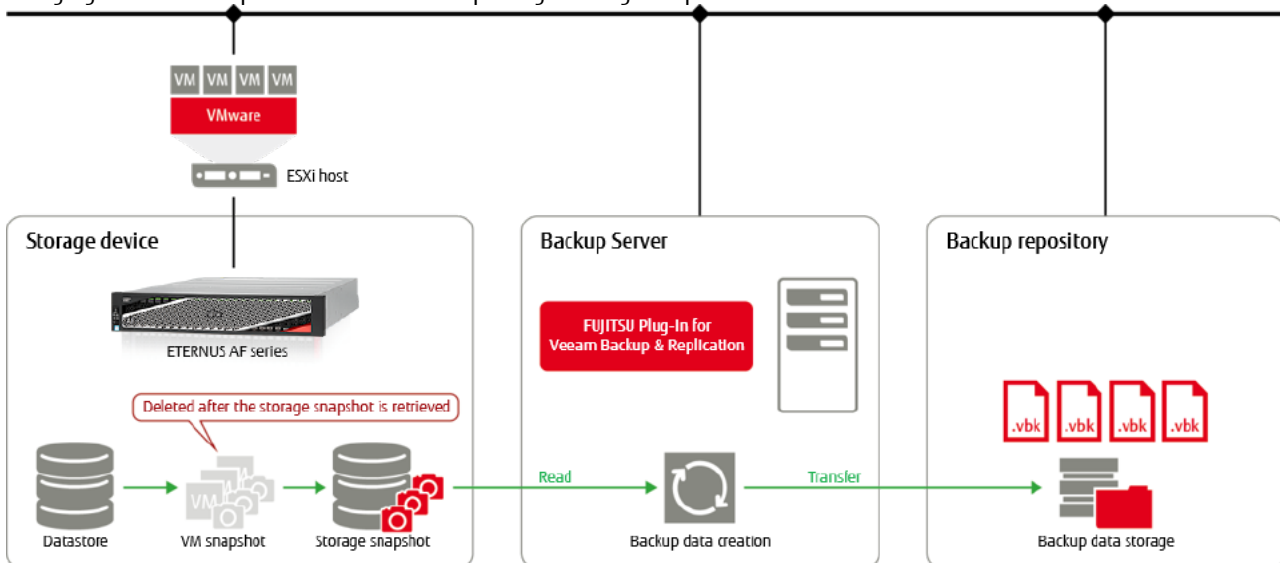 VM VM VM VM
VMware
ESXi host
Storage device
ETERNUS AF series
Deleted after the storage snapshot is retrieved
VM
Datastore
VM snapshot
Storage snapshot
Backup Server
FUJITSU Plug-In for
Veeam Backup & Replication
Read
Backup data creation
Transfer
Backup repository
.vbk .vbk .vbk .vbk
Backup data storage